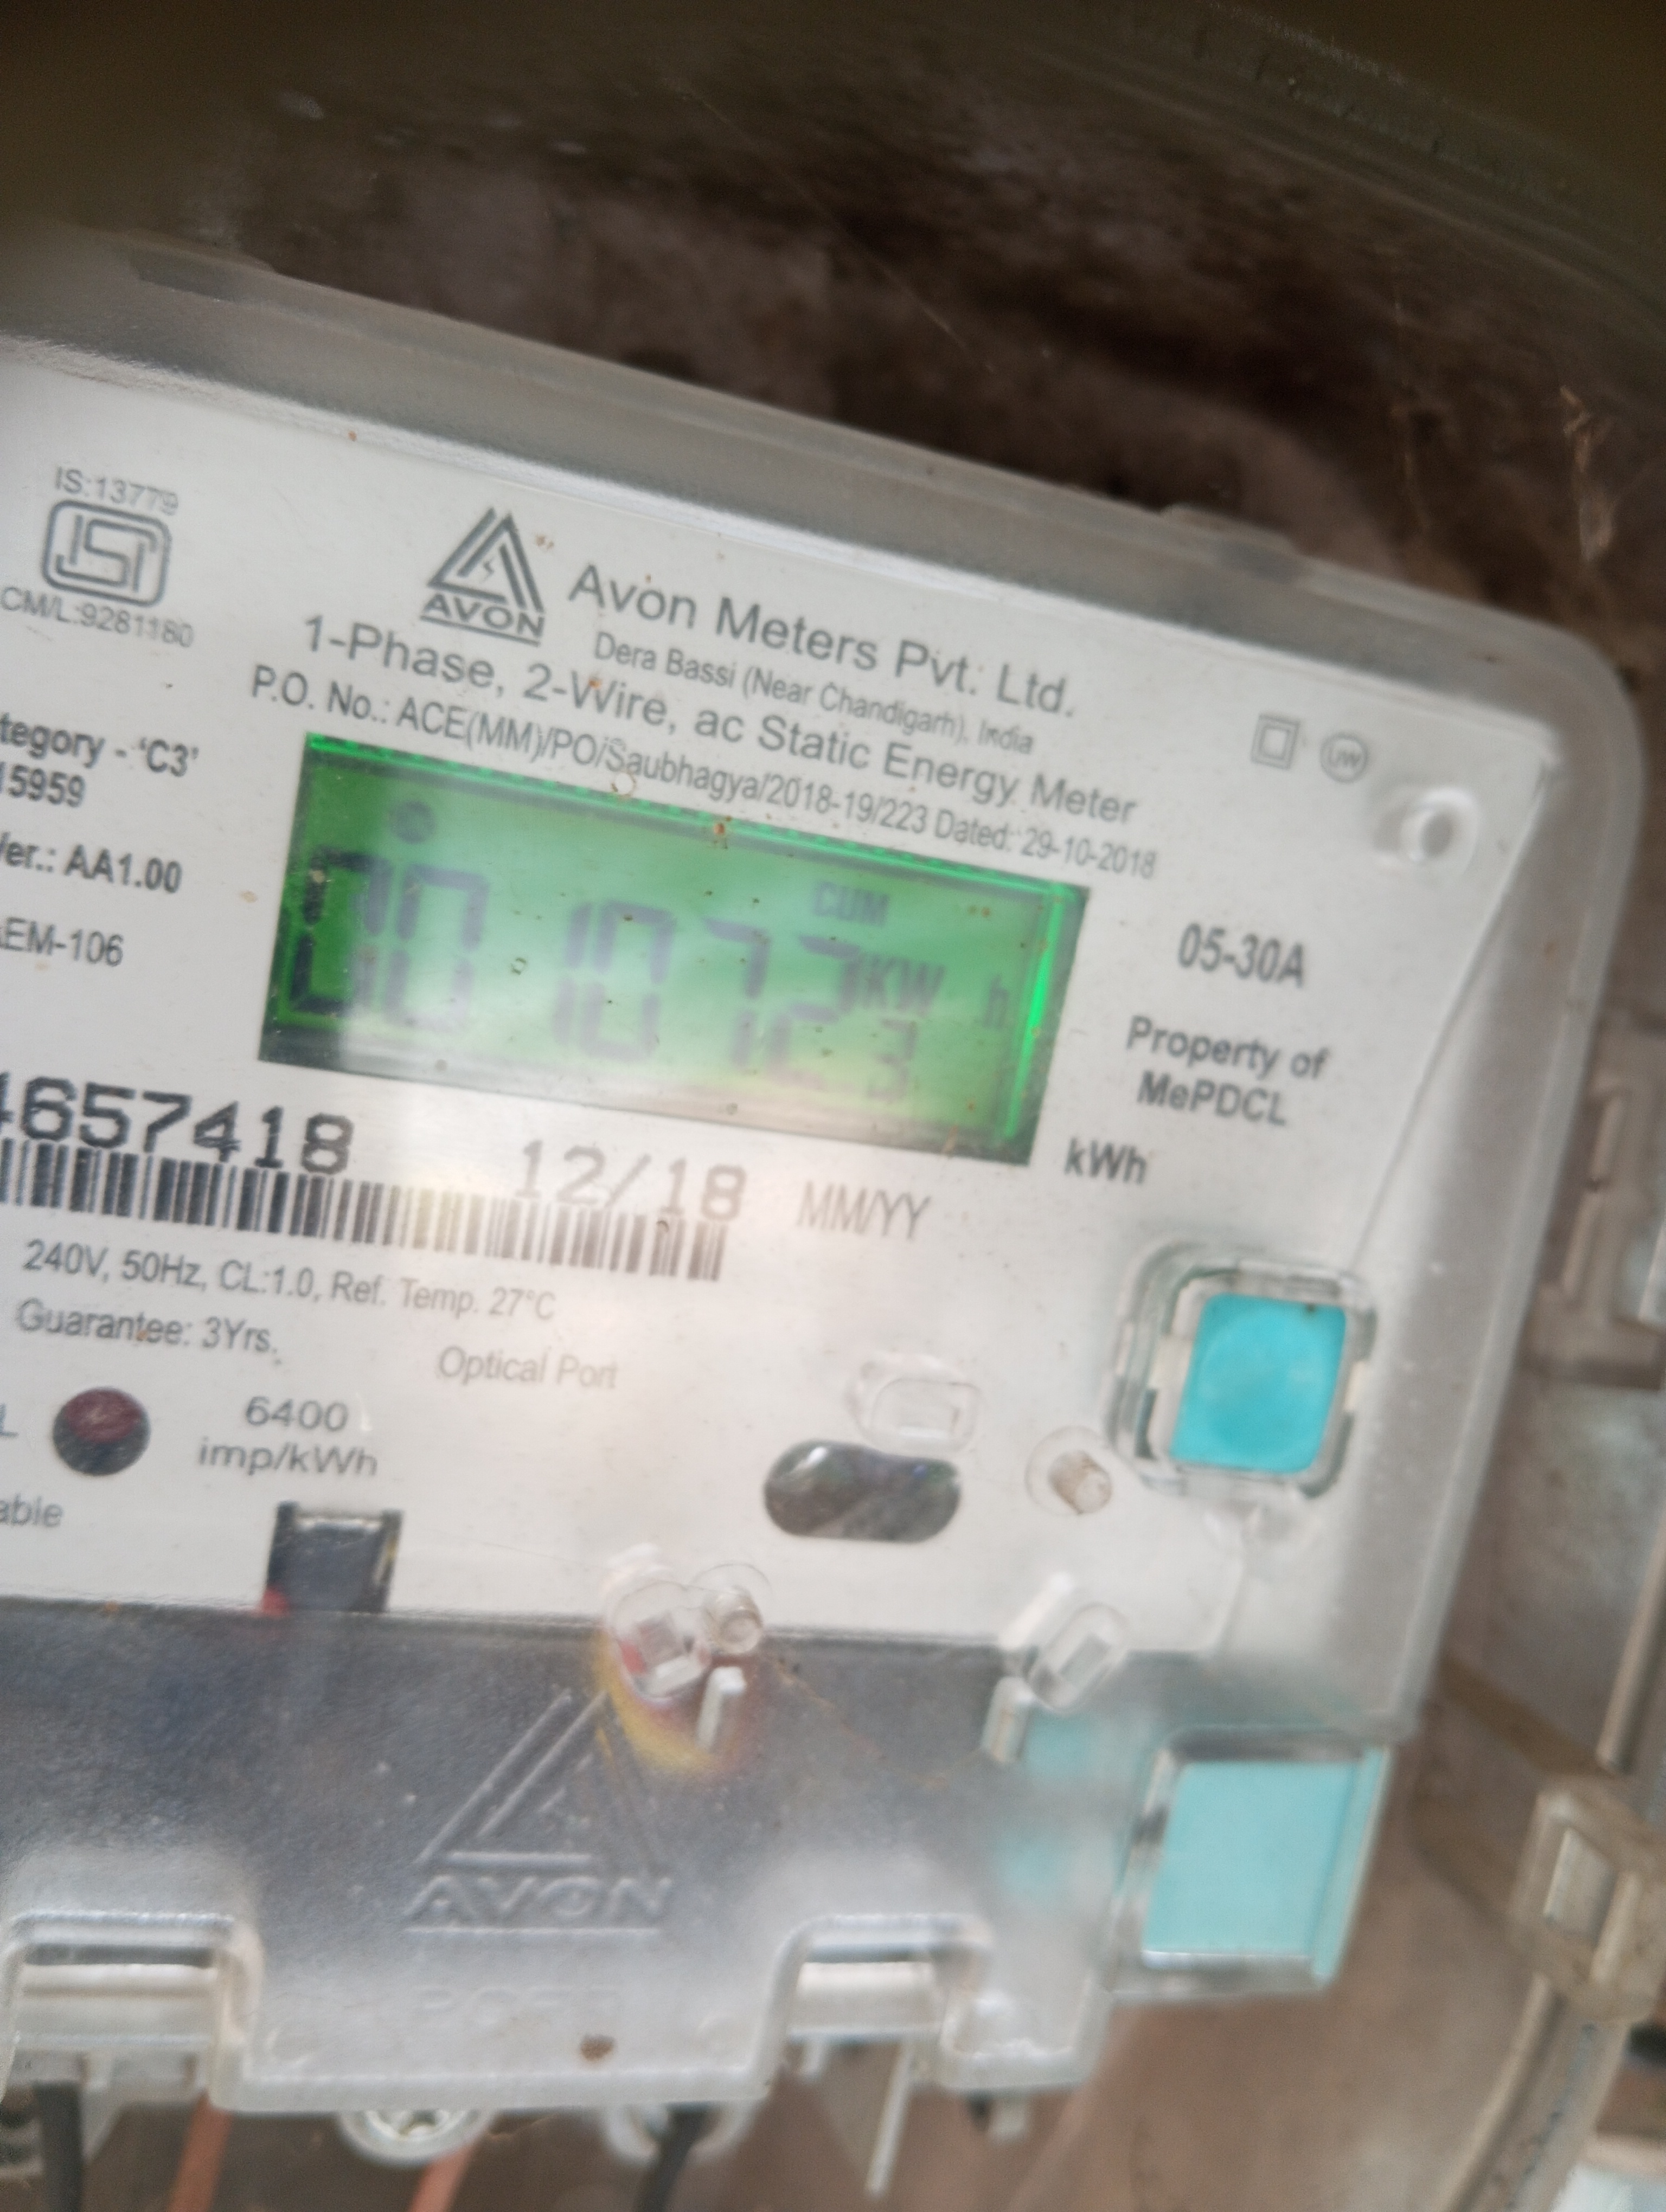 IS:13779
ISI
CM/L:9281180
AVON
Avon Meters Pvt. Ltd.
Dera Bassi (Near Chandigarh), India
1-Phase, 2-Wire, ac Static Energy Meter
P.O. No.: ACE(MM)/PO/Saubhagya/2018-19/223 Dated: 29-10-2018
tegory - 'C3'
15959
Ver.: AA1.00
AEM-106
CUM
001072
KW h
3
05-30A
Property of
MePDCL
kWh
4657418
12/18 MM/YY
240V, 50Hz, CL:1.0, Ref. Temp. 27°C
Guarantee: 3Yrs.
Optical Port
6400
imp/kWh
able
AVON